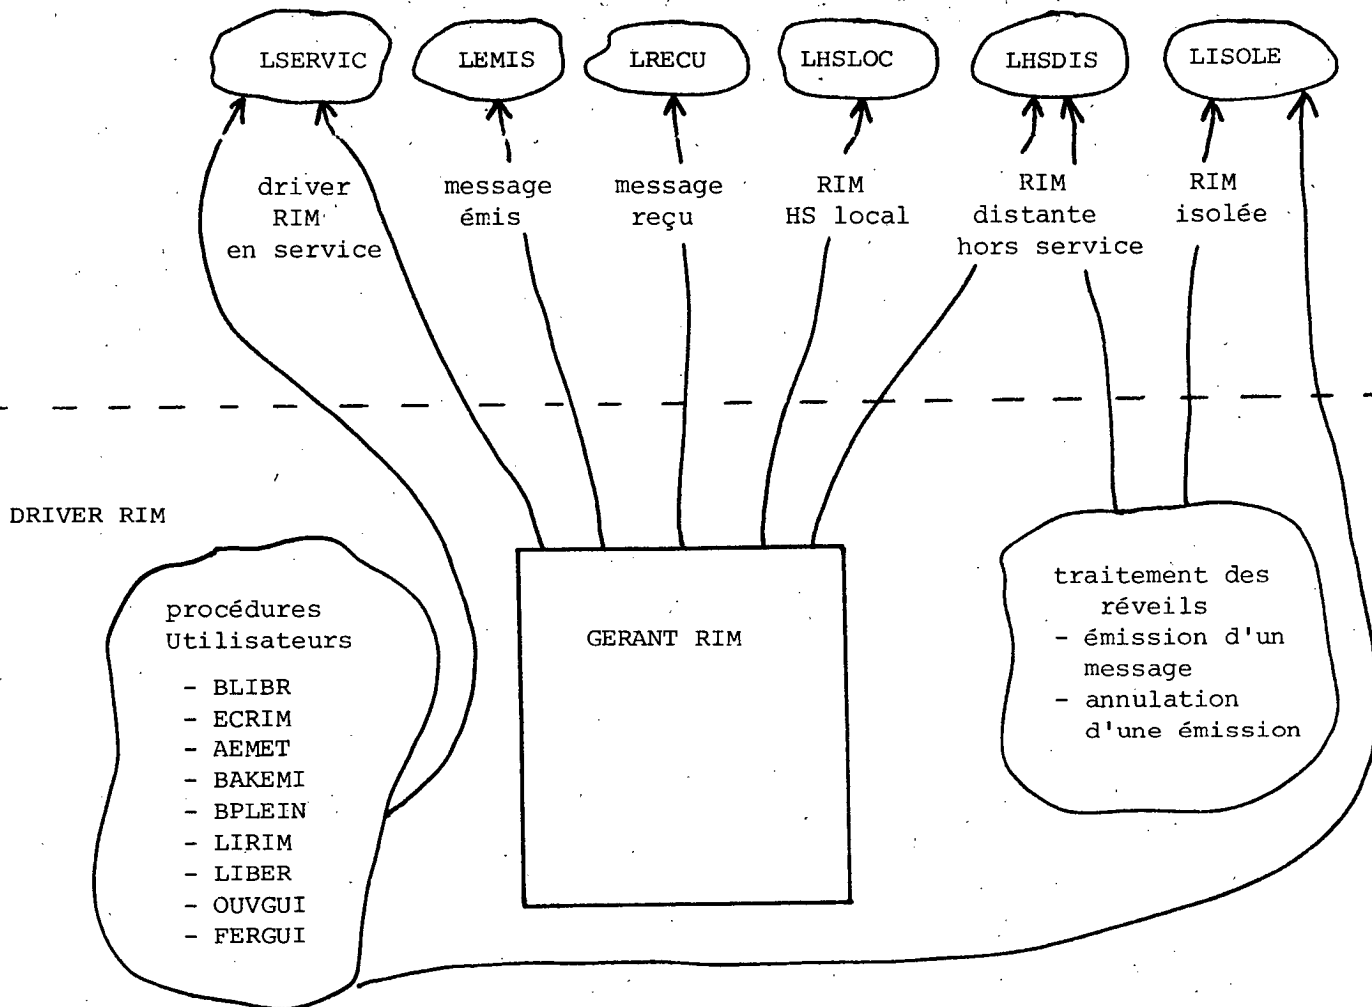 LSERVIC
LEMIS
LRECU
LHSLOC
LHSDIS
LISOLE
driver
RIM
en service
message
émis
message
reçu
RIM
HS local
RIM
distante
hors service
RIM
isolée
DRIVER RIM
procédures
Utilisateurs
- BLIBR
- ECRIM
- AEMET
- BAKEMI
- BPLEIN
- LIRIM
- LIBER
- OUVGUI
- FERGUI
GERANT RIM
traitement des
réveils
- émission d'un
message
- annulation
d'une émission